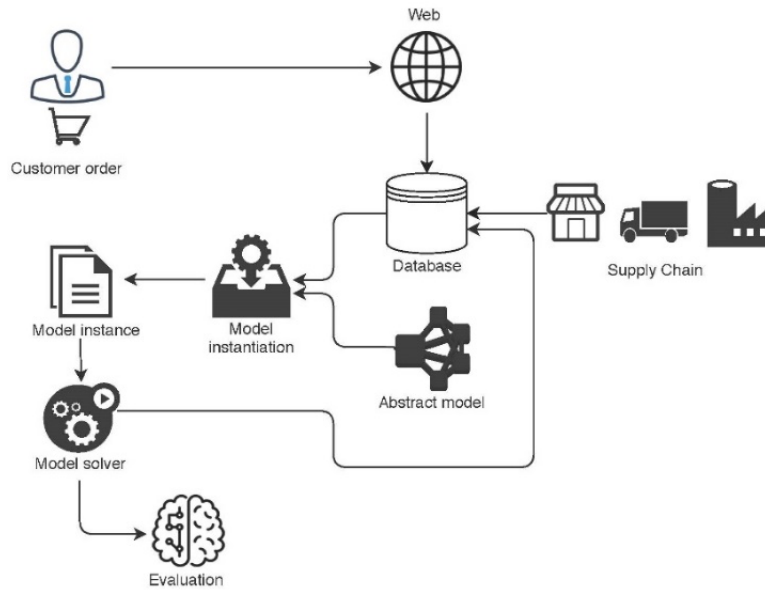 Web
Customer order
Database
Supply Chain
Model instance
Model
instantiation
Abstract model
Model solver
Evaluation